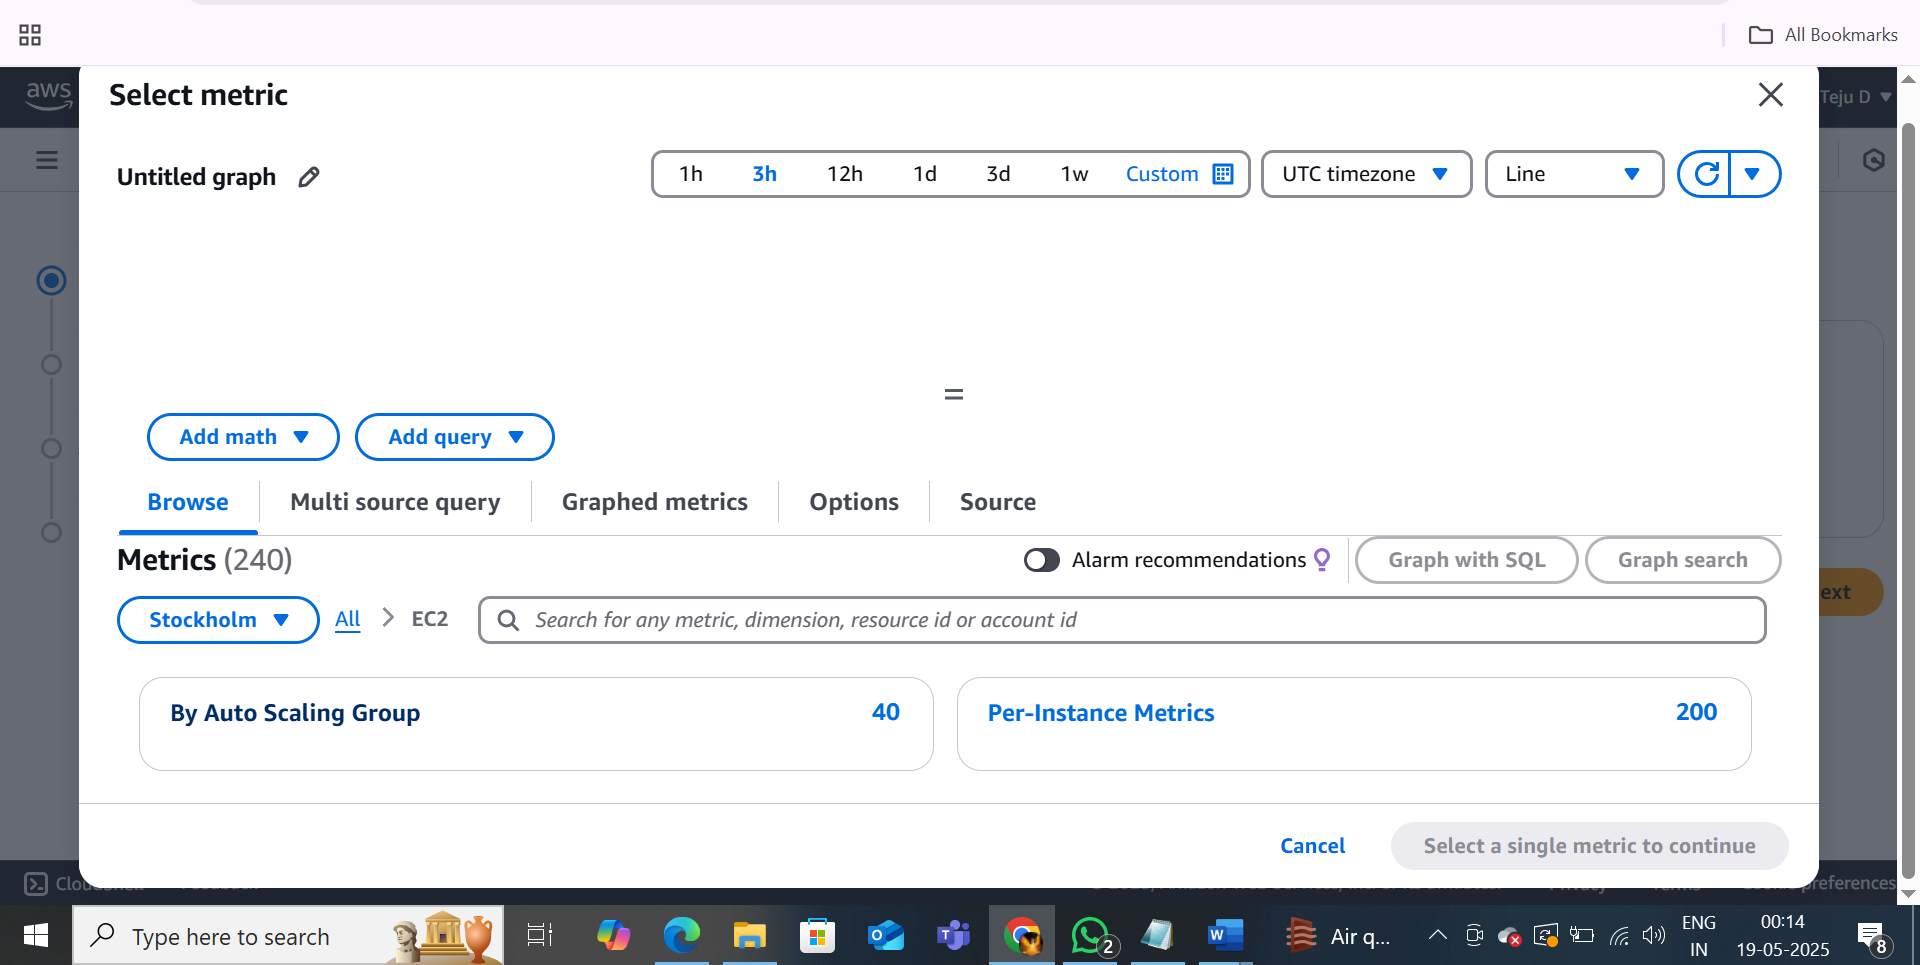 All Bookmarks
aws
Teju D
Select metric
Untitled graph
1h 3h 12h 1d 3d 1w Custom
UTC timezone
Line
Add math
Add query
Browse
Multi source query
Graphed metrics
Options
Source
Metrics (240)
Alarm recommendations
Graph with SQL
Graph search
ext
Stockholm
All
EC2
Search for any metric, dimension, resource id or account id
By Auto Scaling Group 40
Per-Instance Metrics 200
Cancel
Select a single metric to continue
preferences
Type here to search
2
Air q...
ENG
IN
00:14
19-05-2025
8